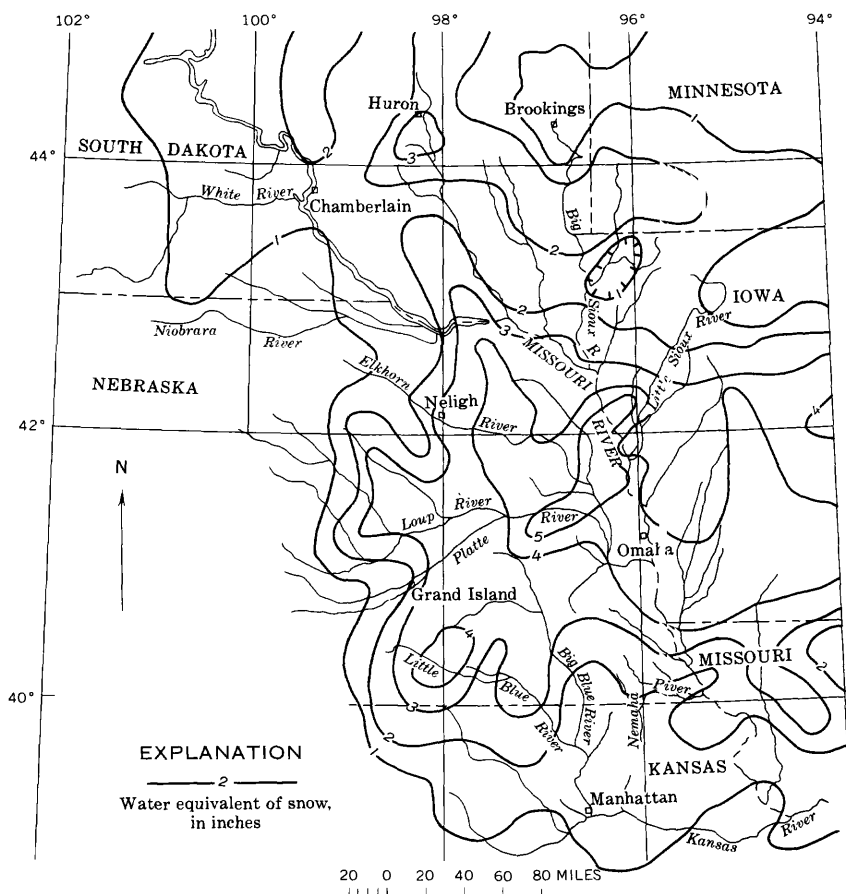 102° 100° 98° 96° 94°
Huron
Brookings
MINNESOTA
1
2
3
44°
SOUTH DAKOTA
White River
Chamberlain
Big
2
1
1
IOWA
2
3
River
Niobrara River
MISSOURI
Sioux R
Little Sioux
Elkhorn
NEBRASKA
Neligh
4
42°
River
RIVER
N
Loup River
River
5
Platte
Omaha
4
Grand Island
4
Little
MISSOURI
2
Blue
Big Blue River
River
40°
3
River
Nemaha
2
EXPLANATION
1
2
KANSAS
Water equivalent of snow,
in inches
Manhattan
Kansas River
20 0 20 40 60 80 MILES